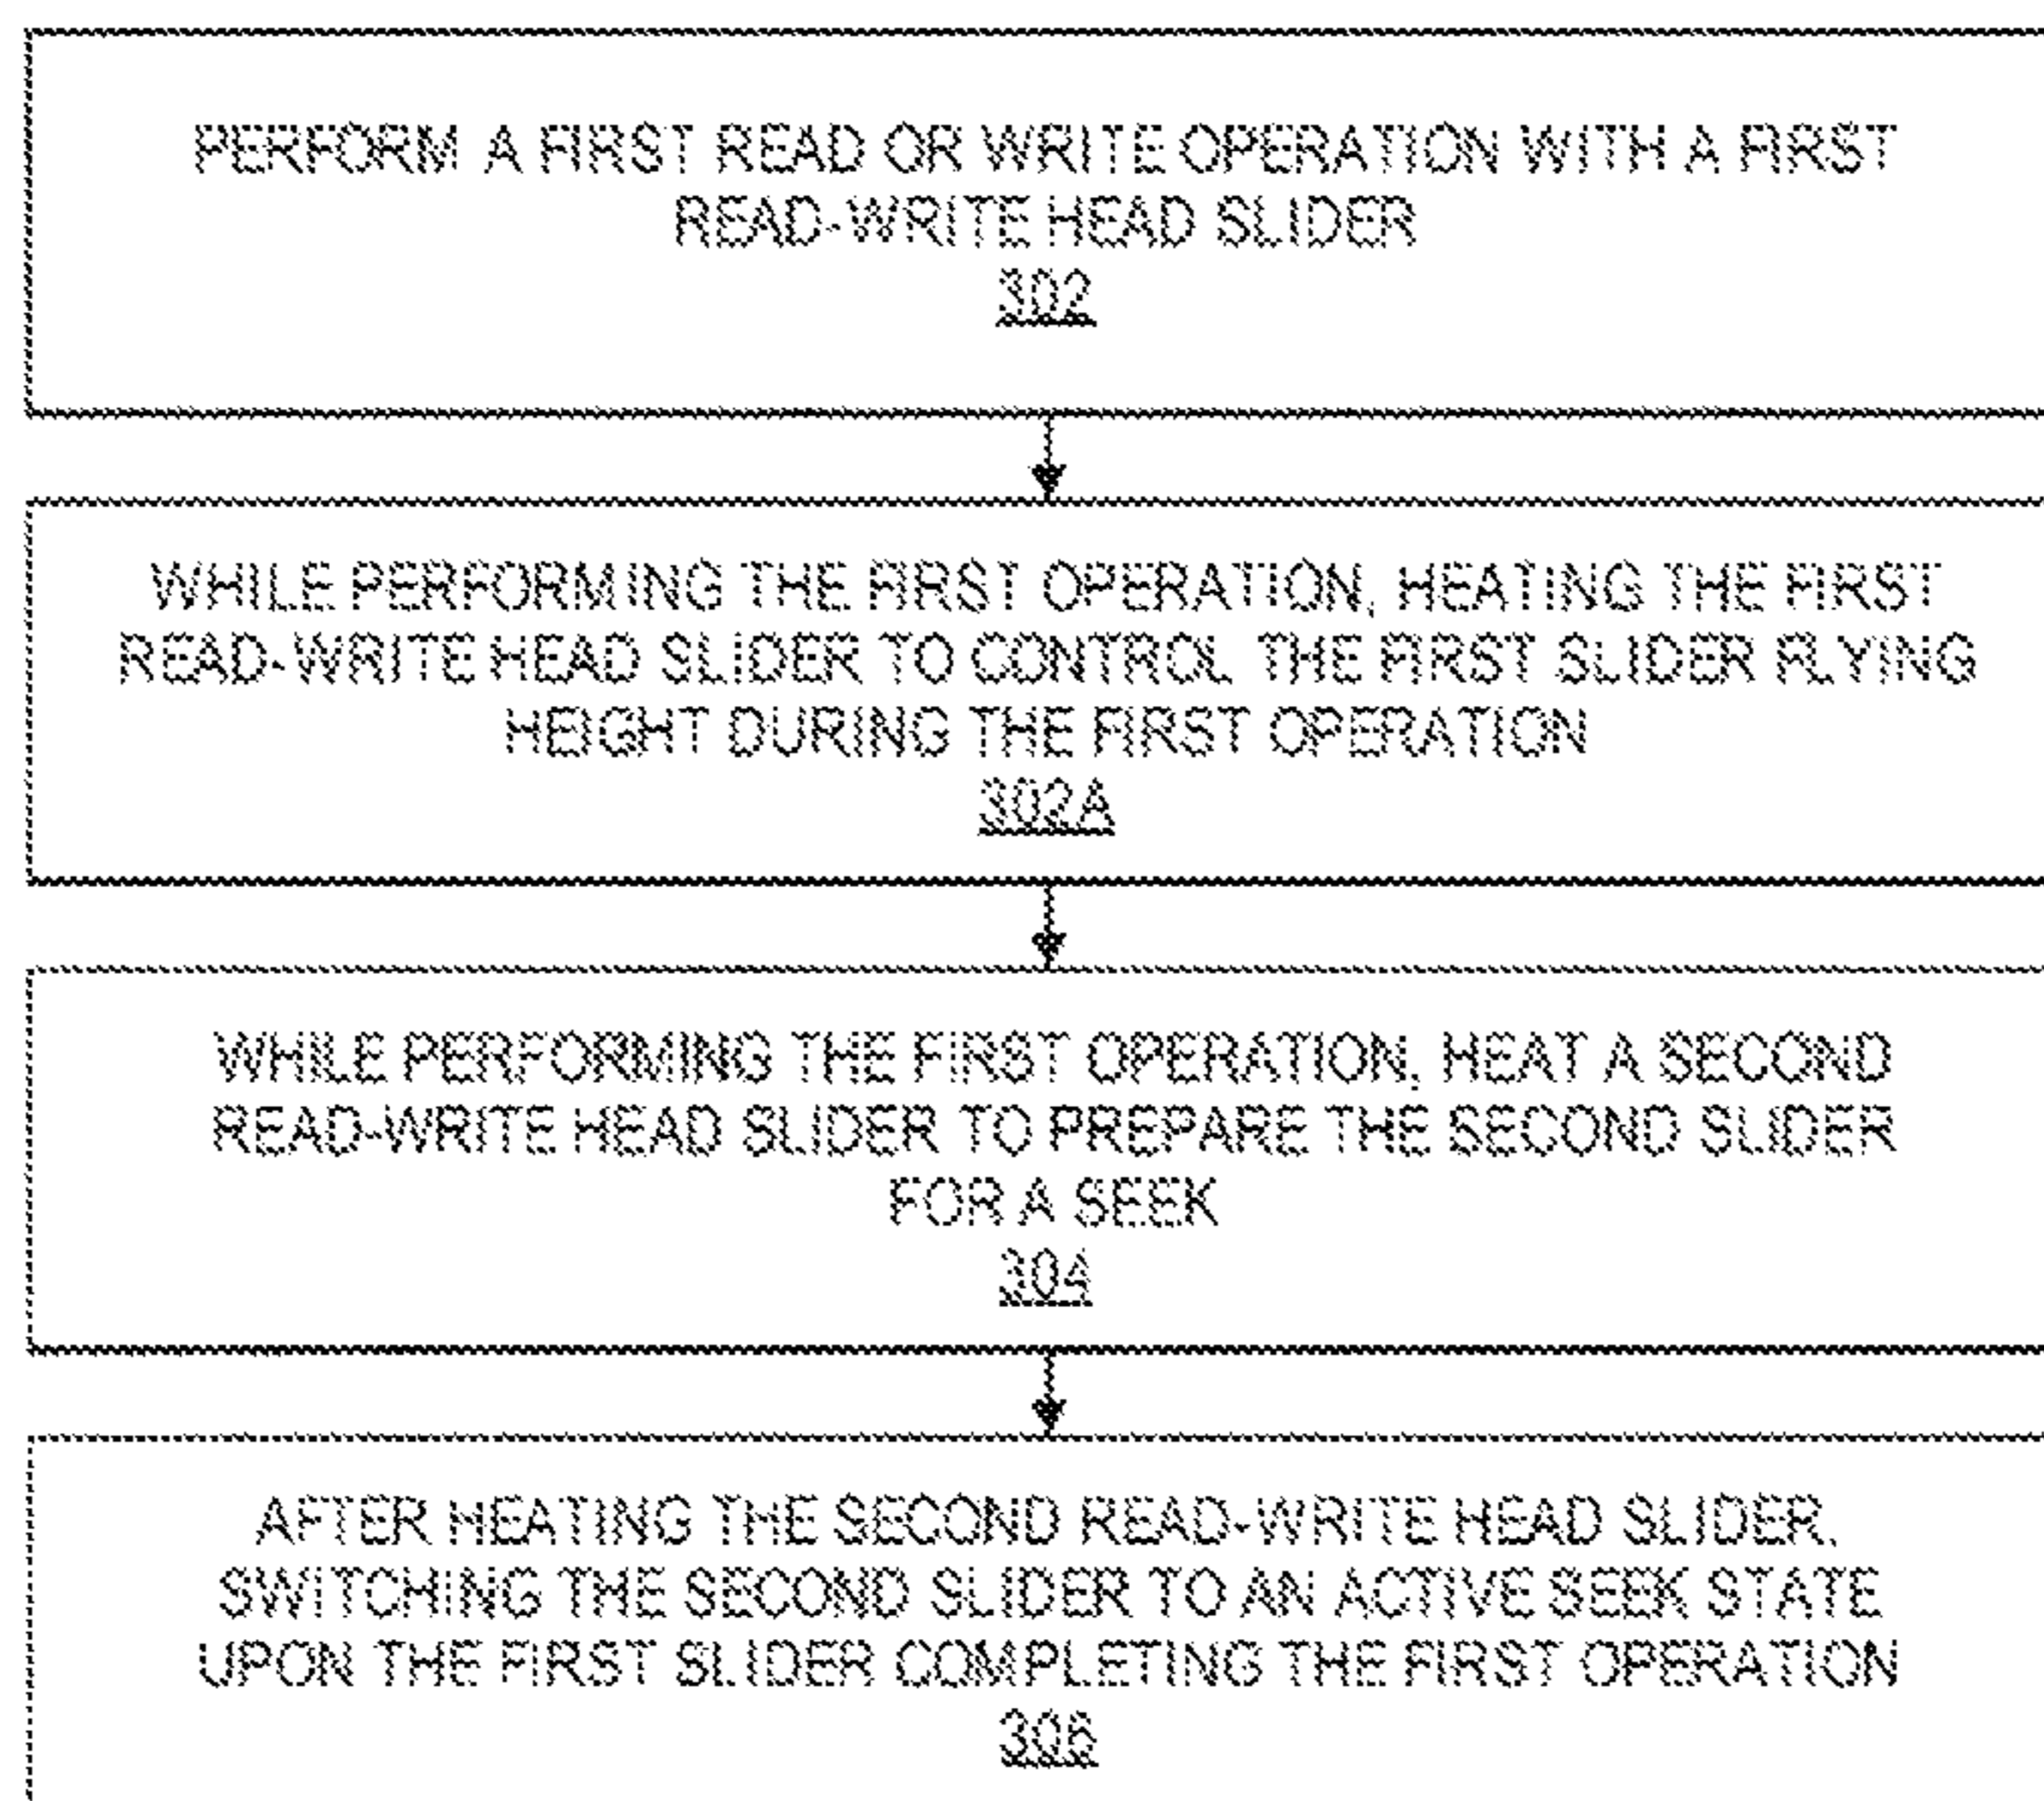 PERFORM A FIRST READ OR WRITE OPERATION WITH A FIRST
READ-WRITE HEAD SLIDER
302
WHILE PERFORMING THE FIRST OPERATION, HEATING THE FIRST
READ-WRITE HEAD SLIDER TO CONTROL THE FIRST SLIDER FLYING
HEIGHT DURING THE FIRST OPERATION
302A
WHILE PERFORMING THE FIRST OPERATION, HEAT A SECOND
READ-WRITE HEAD SLIDER TO PREPARE THE SECOND SLIDER
FOR A SEEK
304
AFTER HEATING THE SECOND READ-WRITE HEAD SLIDER,
SWITCHING THE SECOND SLIDER TO AN ACTIVE SEEK STATE
UPON THE FIRST SLIDER COMPLETING THE FIRST OPERATION
306